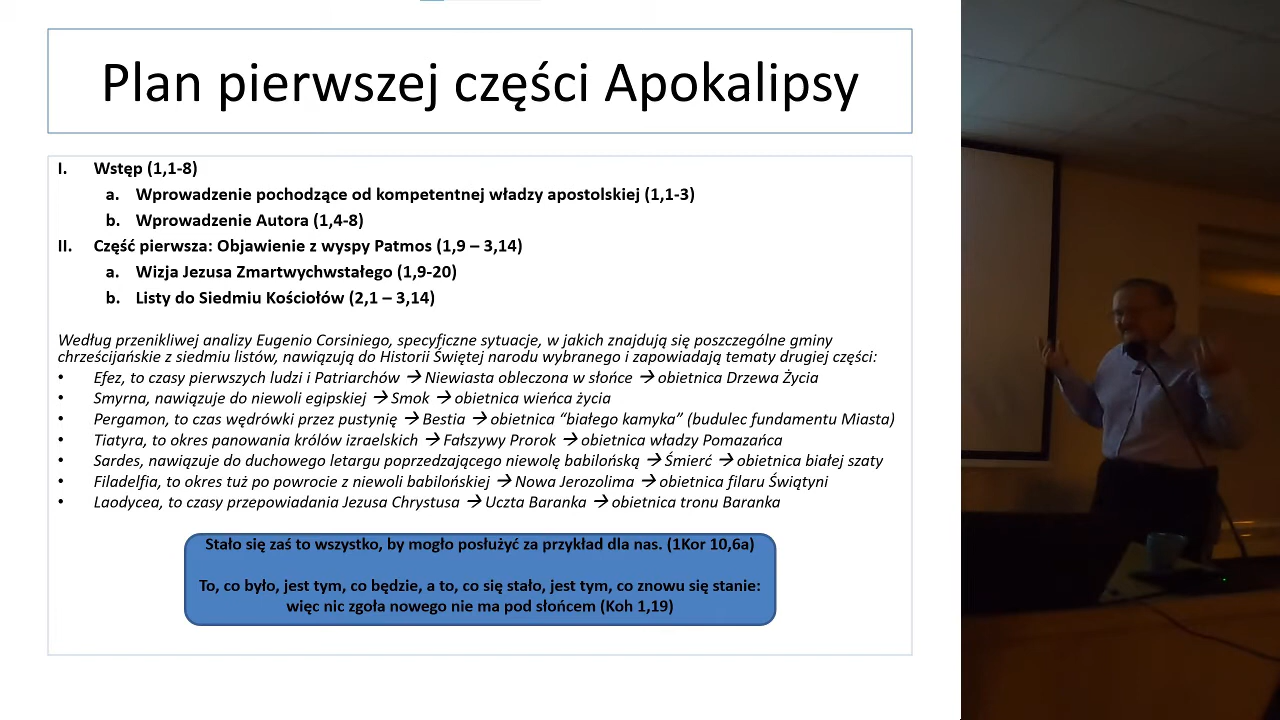 Plan pierwszej części Apokalipsy
I. Wstęp (1,1-8)
a. Wprowadzenie pochodzące od kompetentnej władzy apostolskiej (1,1-3)
b. Wprowadzenie Autora (1,4-8)
II. Część pierwsza: Objawienie z wyspy Patmos (1,9 – 3,14)
a. Wizja Jezusa Zmartwychwstałego (1,9-20)
b. Listy do Siedmiu Kościołów (2,1 – 3,14)
Według przenikliwej analizy Eugenio Corsiniego, specyficzne sytuacje, w jakich znajdują się poszczególne gminy
chrześcijańskie z siedmiu listów, nawiązują do Historii Świętej narodu wybranego i zapowiadają tematy drugiej części:
• Efez, to czasy pierwszych ludzi i Patriarchów → Niewiasta obleczona w słońce → obietnica Drzewa Życia
• Smyrna, nawiązuje do niewoli egipskiej → Smok → obietnica wieńca życia
• Pergamon, to czas wędrówki przez pustynię → Bestia → obietnica “białego kamyka” (budulec fundamentu Miasta)
• Tiatyra, to okres panowania królów izraelskich → Fałszywy Prorok → obietnica władzy Pomazańca
• Sardes, nawiązuje do duchowego letargu poprzedzającego niewolę babilońską → Śmierć → obietnica białej szaty
• Filadelfia, to okres tuż po powrocie z niewoli babilońskiej → Nowa Jerozolima → obietnica filaru Świątyni
• Laodycea, to czasy przepowiadania Jezusa Chrystusa → Uczta Baranka → obietnica tronu Baranka
Stało się zaś to wszystko, by mogło posłużyć za przykład dla nas. (1Kor 10,6a)
To, co było, jest tym, co będzie, a to, co się stało, jest tym, co znowu się stanie:
więc nic zgoła nowego nie ma pod słońcem (Koh 1,19)